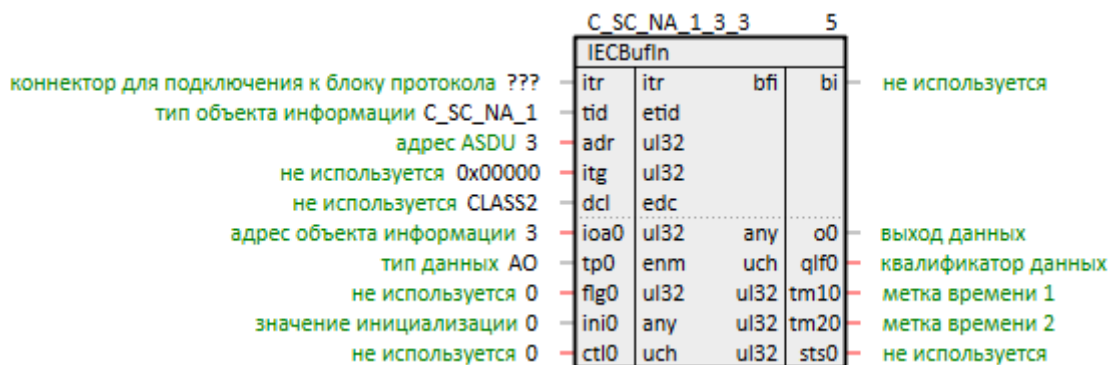 C_SC_NA_1_3_3 5
IECBufIn
коннектор для подключения к блоку протокола ??? itr itr bfi bi не используется
тип объекта информации C_SC_NA_1 tid etid
адрес ASDU 3 adr ul32
не используется 0x00000 itg ul32
не используется CLASS2 dcl edc
адрес объекта информации 3 ioa0 ul32 any o0 выход данных
тип данных AO tp0 enm uch qlf0 квалификатор данных
не используется 0 flg0 ul32 ul32 tm10 метка времени 1
значение инициализации 0 ini0 any ul32 tm20 метка времени 2
не используется 0 ctl0 uch ul32 sts0 не используется